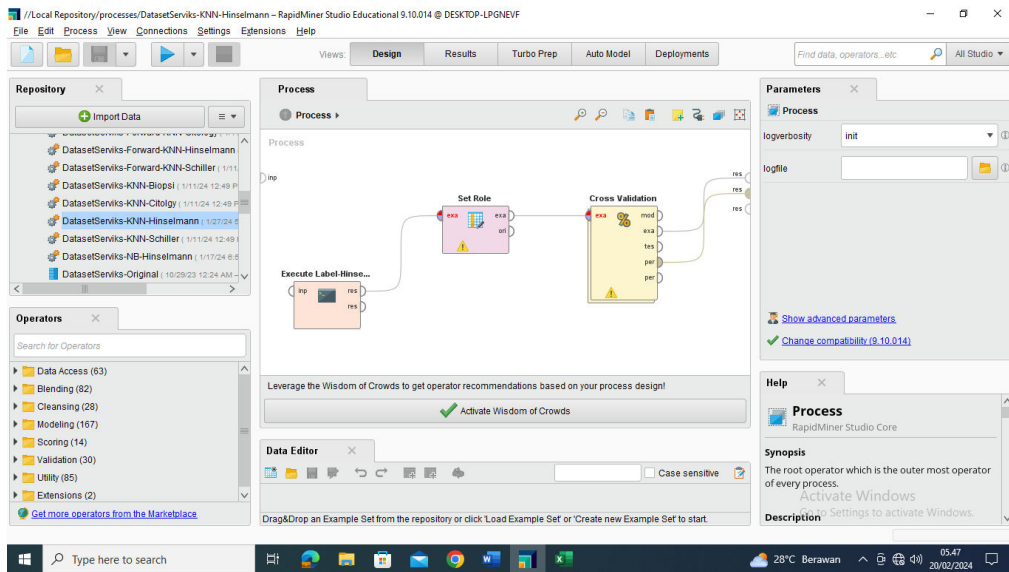 //Local Repository/processes/DatasetServiks-KNN-Hinselmann – RapidMiner Studio Educational 9.10.014 @ DESKTOP-LPGNEVF
File Edit Process View Connections Settings Extensions Help
Views: Design Results Turbo Prep Auto Model Deployments
Find data, operators...etc All Studio
Repository
Import Data
DatasetServiks-Forward-KNN-Hinselmann
DatasetServiks-Forward-KNN-Schiller ( 1/11
DatasetServiks-KNN-Biopsi ( 1/11/24 12:49 P
DatasetServiks-KNN-Citolgy ( 1/11/24 12:49 P
DatasetServiks-KNN-Hinselmann ( 1/27/24
DatasetServiks-KNN-Schiller ( 1/11/24 12:49
DatasetServiks-NB-Hinselmann ( 1/17/24
DatasetServiks-Original ( 10/29/23 12:24 AM –
Operators
Search for Operators
Data Access (63)
Blending (82)
Cleansing (28)
Modeling (167)
Scoring (14)
Validation (30)
Utility (85)
Extensions (2)
Get more operators from the Marketplace
Process
Process
Process
inp
res
res
res
Set Role
exa exa
ori
Cross Validation
exa mod
exa
tes
per
per
Execute Label-Hinse...
inp res
res
Leverage the Wisdom of Crowds to get operator recommendations based on your process design!
Activate Wisdom of Crowds
Data Editor
Case sensitive
Drag&Drop an Example Set from the repository or click 'Load Example Set' or 'Create new Example Set' to start.
Parameters
Process
logverbosity init
logfile
Show advanced parameters
Change compatibility (9.10.014)
Help
Process
RapidMiner Studio Core
Synopsis
The root operator which is the outer most operator
of every process.
Description
Activate Windows
Go to Settings to activate Windows.
Type here to search
28°C Berawan
05.47
20/02/2024